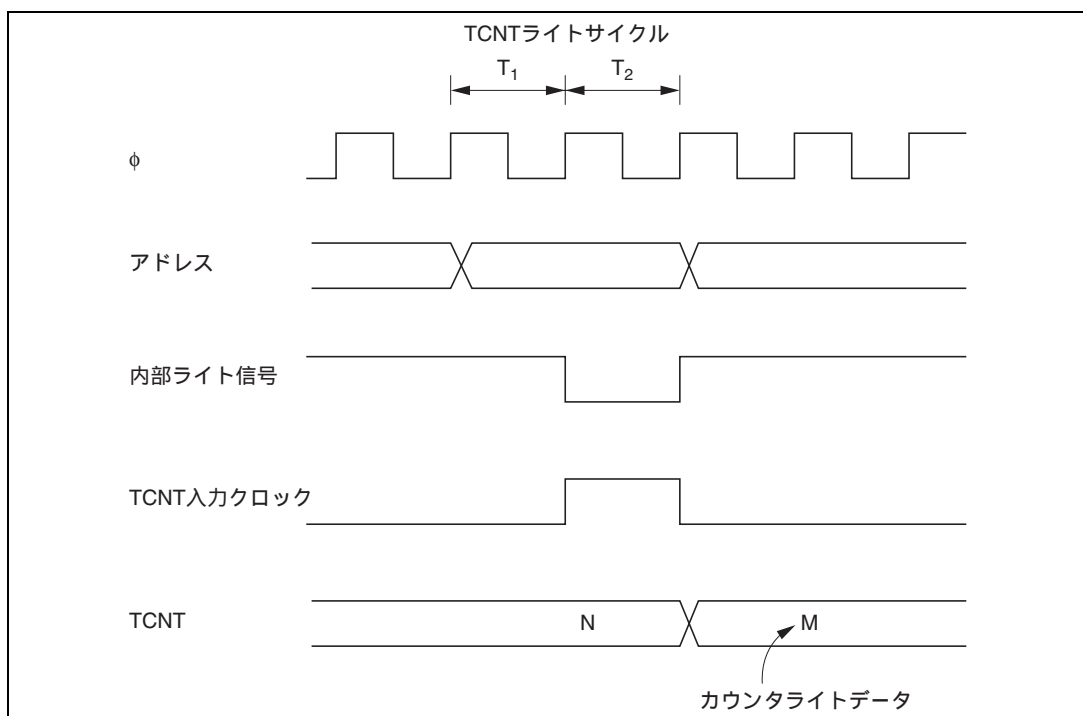 TCNTライトサイクル
T1 T2
φ
アドレス
内部ライト信号
TCNT入力クロック
TCNT N M
カウンタライトデータ